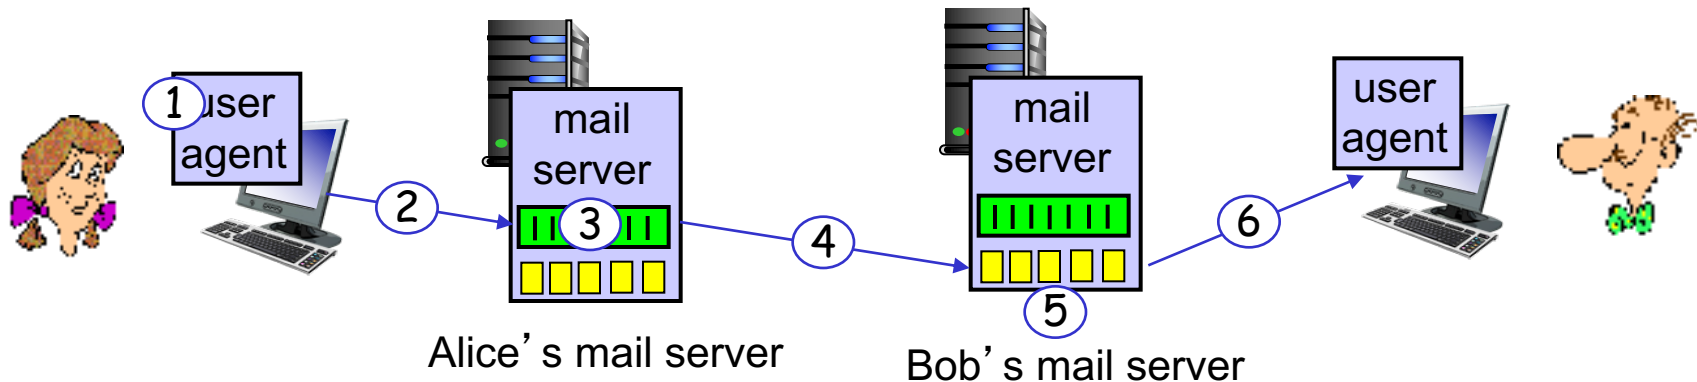 1
user
agent
2
mail
server
3
4
mail
server
5
6
user
agent
Alice’s mail server
Bob’s mail server